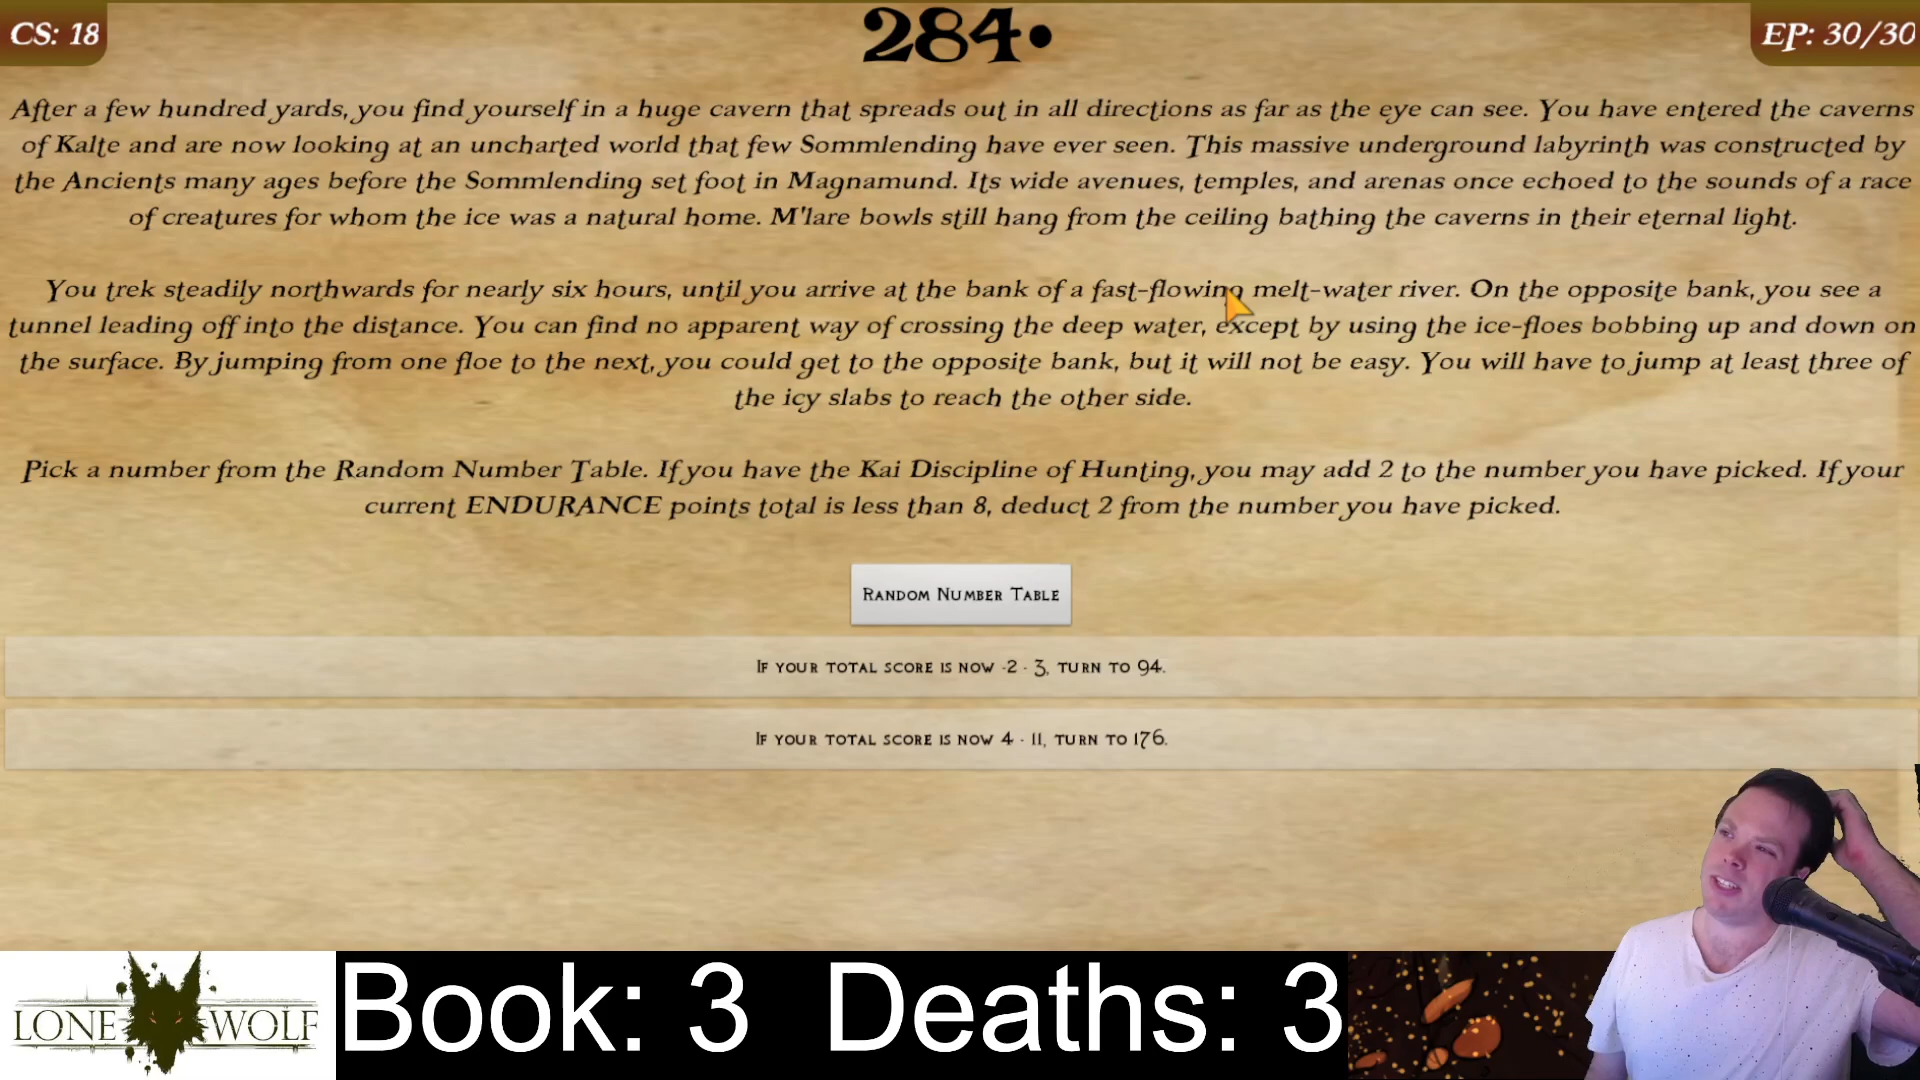 CS: 18
284•
EP: 30/30
After a few hundred yards, you find yourself in a huge cavern that spreads out in all directions as far as the eye can see. You have entered the caverns
of Kalte and are now looking at an uncharted world that few Sommlending have ever seen. This massive underground labyrinth was constructed by
the Ancients many ages before the Sommlending set foot in Magnamund. Its wide avenues, temples, and arenas once echoed to the sounds of a race
of creatures for whom the ice was a natural home. M'lare bowls still hang from the ceiling bathing the caverns in their eternal light.
You trek steadily northwards for nearly six hours, until you arrive at the bank of a fast-flowing melt-water river. On the opposite bank, you see a
tunnel leading off into the distance. You can find no apparent way of crossing the deep water, except by using the ice-floes bobbing up and down on
the surface. By jumping from one floe to the next, you could get to the opposite bank, but it will not be easy. You will have to jump at least three of
the icy slabs to reach the other side.
Pick a number from the Random Number Table. If you have the Kai Discipline of Hunting, you may add 2 to the number you have picked. If your
current ENDURANCE points total is less than 8, deduct 2 from the number you have picked.
Random Number Table
If your total score is now -2 - 3, turn to 94.
If your total score is now 4 - 11, turn to 176.
LONE WOLF
Book: 3 Deaths: 3